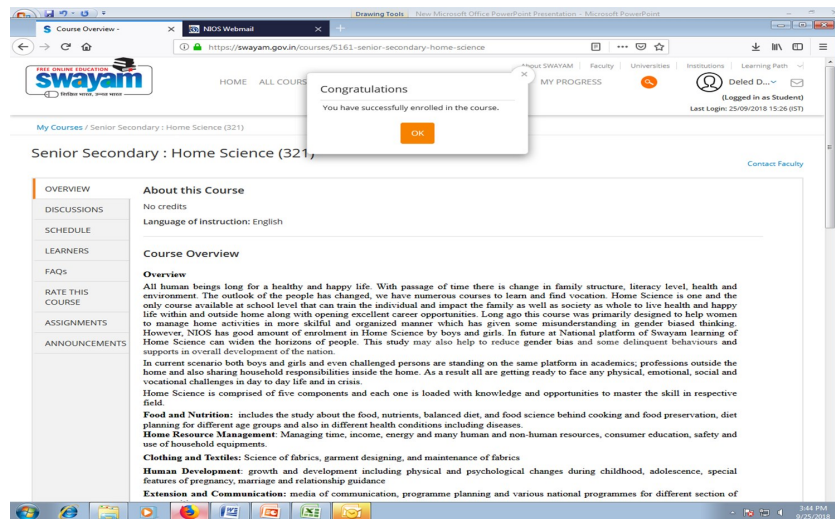 Drawing Tools New Microsoft Office PowerPoint Presentation - Microsoft PowerPoint
Course Overview -
NIOS Webmail
https://swayam.gov.in/courses/5161-senior-secondary-home-science
FREE ONLINE EDUCATION
swayam
शिक्षित भारत, उन्नत भारत
HOME ALL COURS
About SWAYAM Faculty Universities Institutions Learning Path
MY PROGRESS
Deled D...
(Logged in as Student)
Last Login: 25/09/2018 15:26 (IST)
Congratulations
You have successfully enrolled in the course.
OK
My Courses / Senior Secondary : Home Science (321)
Senior Secondary : Home Science (321)
Contact Faculty
OVERVIEW
DISCUSSIONS
SCHEDULE
LEARNERS
FAQs
RATE THIS
COURSE
ASSIGNMENTS
ANNOUNCEMENTS
About this Course
No credits
Language of instruction: English
Course Overview
Overview
All human beings long for a healthy and happy life. With passage of time there is change in family structure, literacy level, health and
environment. The outlook of the people has changed, we have numerous courses to learn and find vocation. Home Science is one and the
only course available at school level that can train the individual and impact the family as well as society as whole to live health and happy
life within and outside home along with opening excellent career opportunities. Long ago this course was primarily designed to help women
to manage home activities in more skilful and organized manner which has given some misunderstanding in gender biased thinking.
However, NIOS has good amount of enrolment in Home Science by boys and girls. In future at National platform of Swayam learning of
Home Science can widen the horizons of people. This study may also help to reduce gender bias and some delinquent behaviours and
supports in overall development of the nation.
In current scenario both boys and girls and even challenged persons are standing on the same platform in academics; professions outside the
home and also sharing household responsibilities inside the home. As a result all are getting ready to face any physical, emotional, social and
vocational challenges in day to day life and in crisis.
Home Science is comprised of five components and each one is loaded with knowledge and opportunities to master the skill in respective
field.
Food and Nutrition: includes the study about the food, nutrients, balanced diet, and food science behind cooking and food preservation, diet
planning for different age groups and also in different health conditions including diseases.
Home Resource Management: Managing time, income, energy and many human and non-human resources, consumer education, safety and
use of household equipments.
Clothing and Textiles: Science of fabrics, garment designing, and maintenance of fabrics
Human Development: growth and development including physical and psychological changes during childhood, adolescence, special
features of pregnancy, marriage and relationship guidance
Extension and Communication: media of communication, programme planning and various national programmes for different section of
3:44 PM
9/25/2018